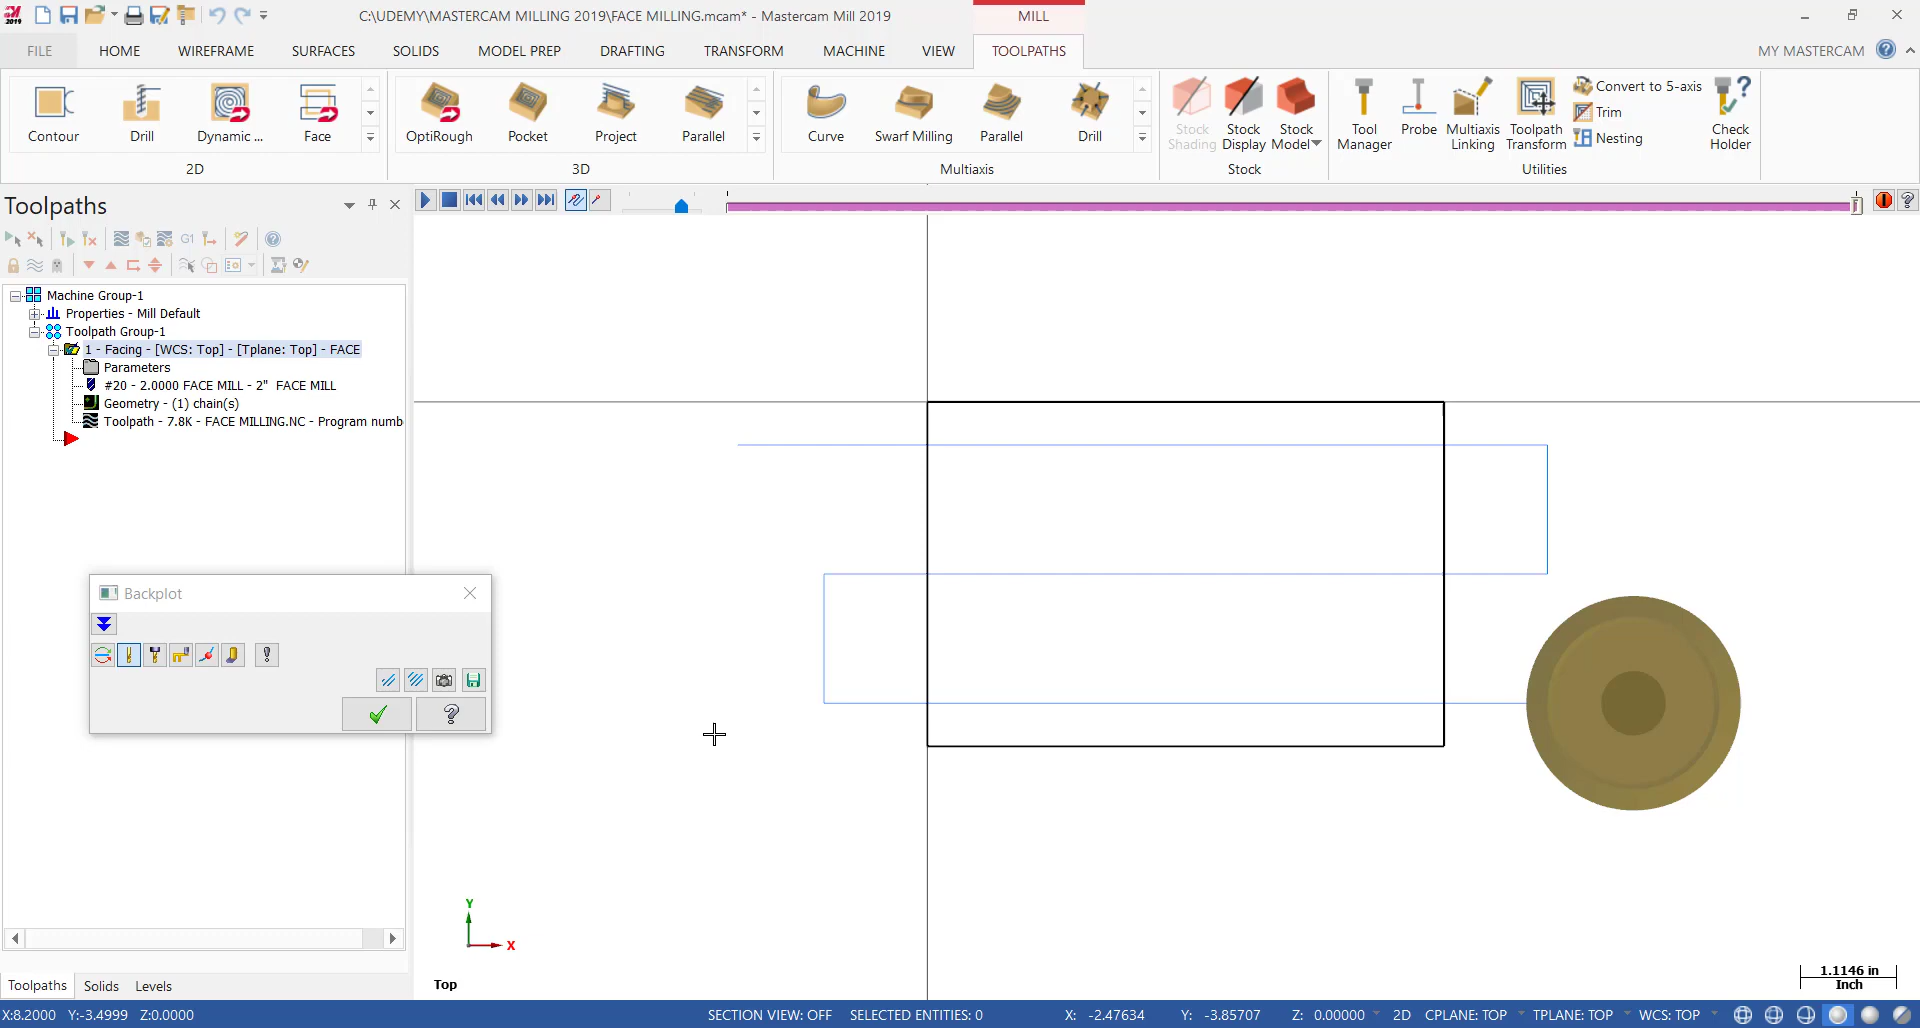 C:\UDEMY\MASTERCAM MILLING 2019\FACE MILLING.mcam* - Mastercam Mill 2019
MILL
2019
FILE
HOME
WIREFRAME
SURFACES
SOLIDS
MODEL PREP
DRAFTING
TRANSFORM
MACHINE
VIEW
TOOLPATHS
MY MASTERCAM
Contour
Drill
Dynamic ...
Face
2D
OptiRough
Pocket
Project
Parallel
3D
Curve
Swarf Milling
Parallel
Drill
Multiaxis
Stock Shading
Stock Display
Stock Model
Stock
Tool Manager
Probe
Multiaxis Linking
Toolpath Transform
Convert to 5-axis
Trim
Nesting
Utilities
Check Holder
Toolpaths
G1
Machine Group-1
Properties - Mill Default
Toolpath Group-1
1 - Facing - [WCS: Top] - [Tplane: Top] - FACE
Parameters
#20 - 2.0000 FACE MILL - 2" FACE MILL
Geometry - (1) chain(s)
Toolpath - 7.8K - FACE MILLING.NC - Program numb
Backplot
Y
X
Top
1.1146 in
Inch
Toolpaths
Solids
Levels
X:8.2000 Y:-3.4999 Z:0.0000
SECTION VIEW: OFF
SELECTED ENTITIES: 0
X: -2.47634
Y: -3.85707
Z: 0.00000
2D
CPLANE: TOP
TPLANE: TOP
WCS: TOP